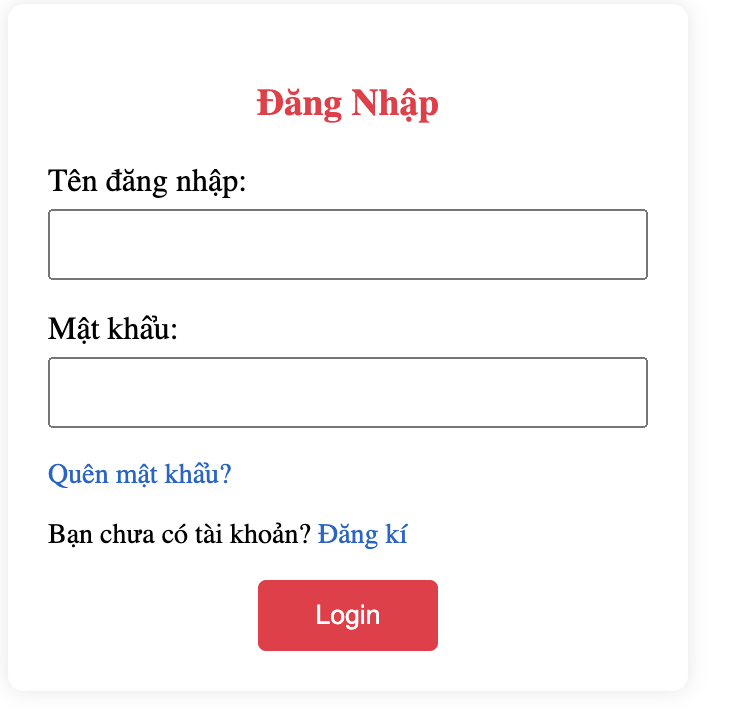 Đăng Nhập
Tên đăng nhập:
Mật khẩu:
Quên mật khẩu?
Bạn chưa có tài khoản? Đăng kí
Login